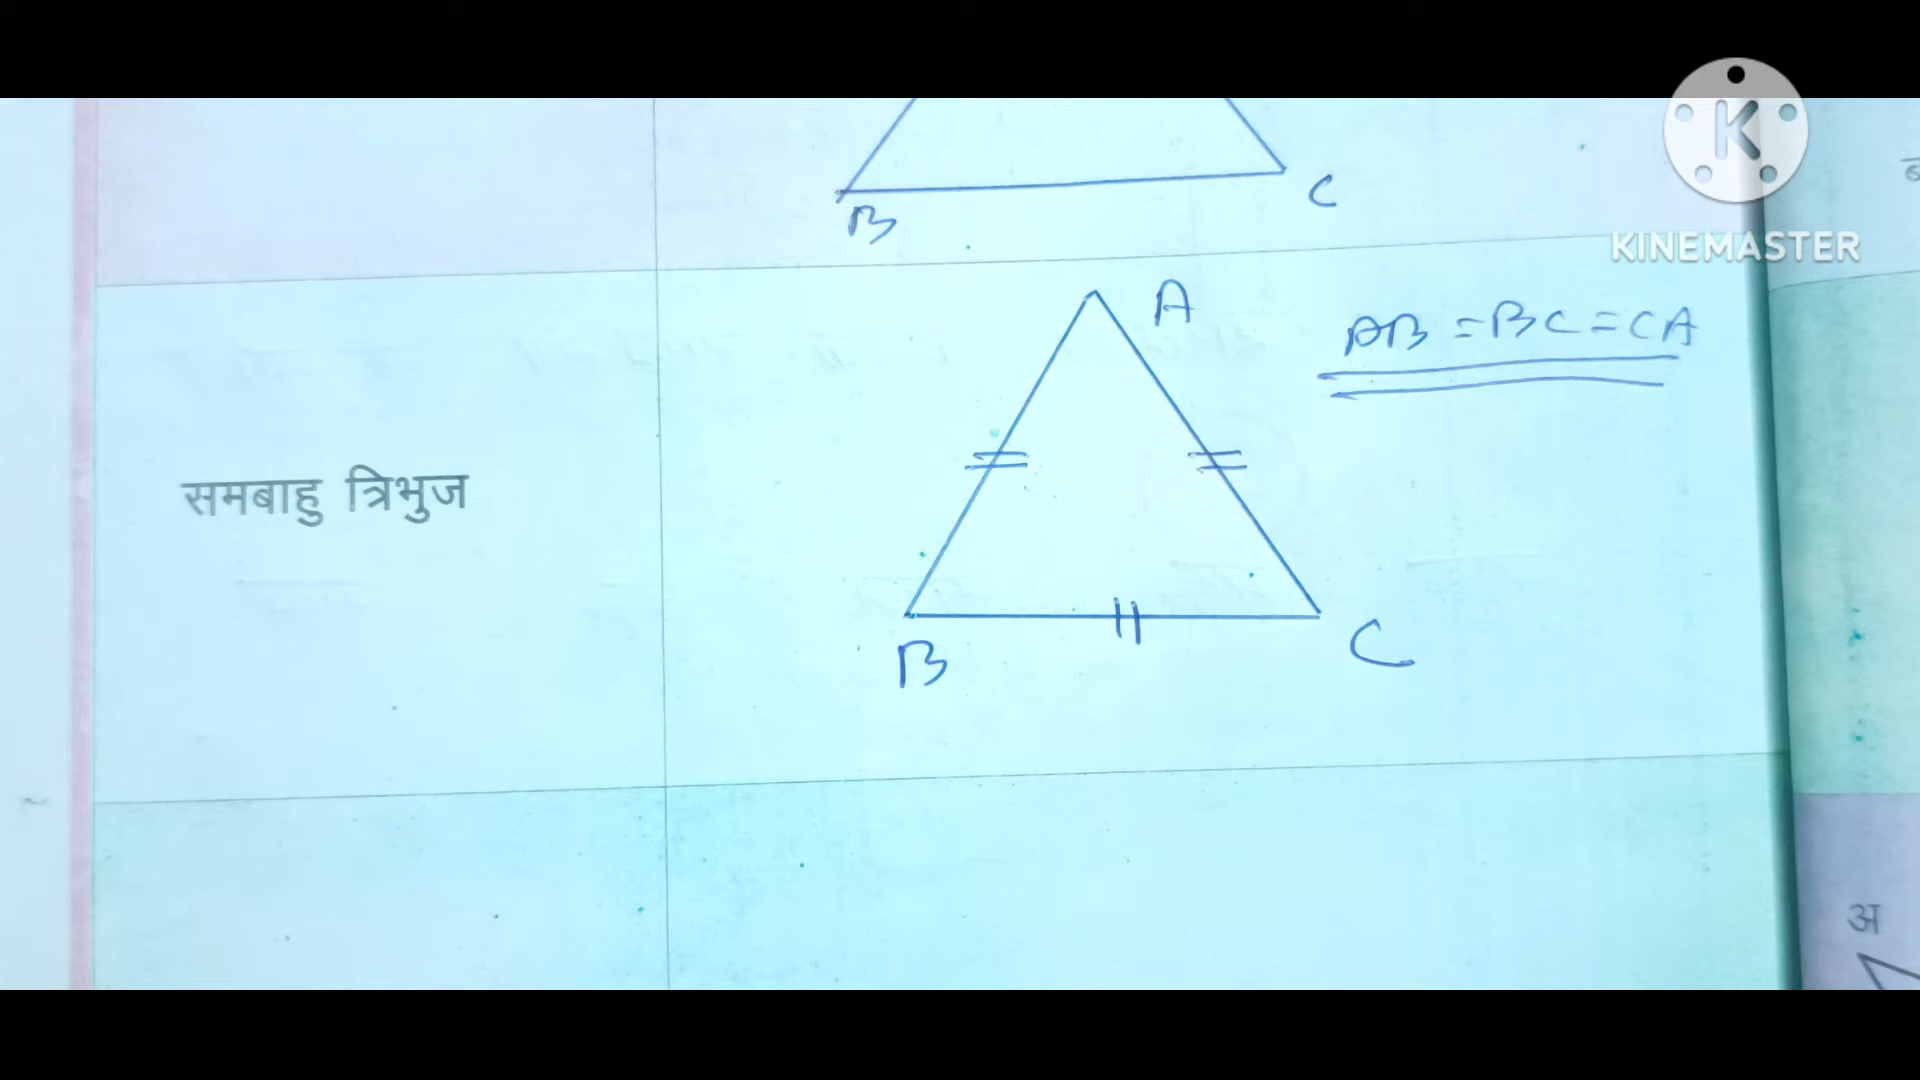 B
C
KINEMASTER
A
AB = BC = CA
समबाहु त्रिभुज
B
C
अ